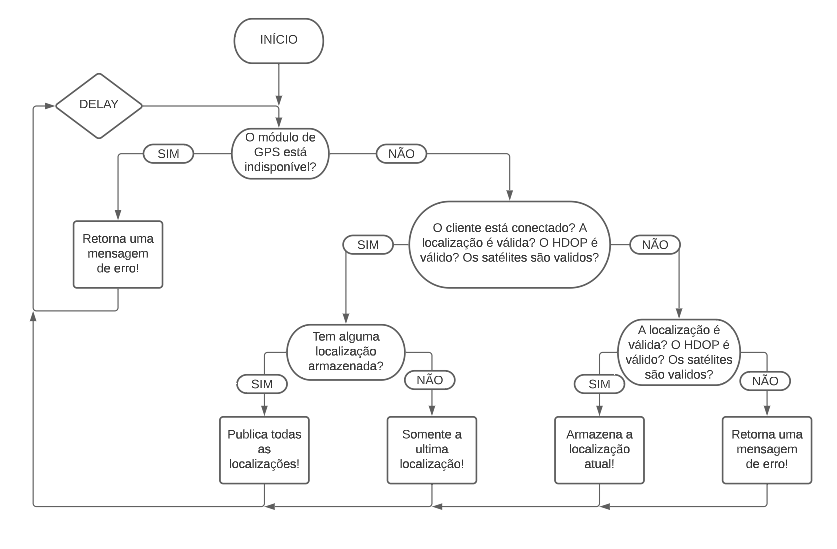 INÍCIO
DELAY
O módulo de
GPS está
indisponível?
SIM
NÃO
Retorna uma
mensagem
de erro!
O cliente está conectado? A
localização é válida? O HDOP é
válido? Os satélites são validos?
SIM
NÃO
Tem alguma
localização
armazenada?
A localização é
válida? O HDOP é
válido? Os satélites
são validos?
SIM
NÃO
SIM
NÃO
Publica todas
as
localizações!
Somente a
ultima
localização!
Armazena a
localização
atual!
Retorna uma
mensagem
de erro!